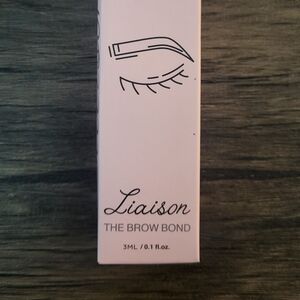 Liaison
THE BROW BOND
3ML / 0.1 fl.oz.